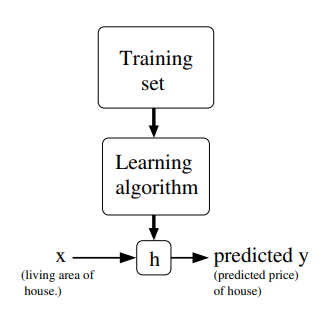 Training
set
Learning
algorithm
x
h
predicted y
(living area of
house.)
(predicted price)
of house)